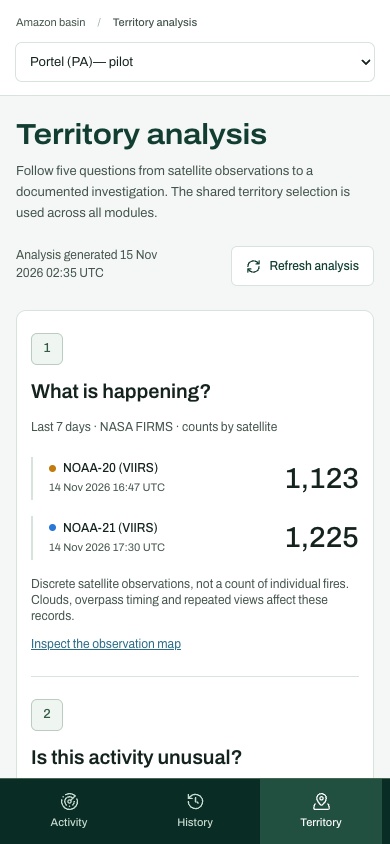 Amazon basin / Territory analysis
Portel (PA)— pilot
Territory analysis
Follow five questions from satellite observations to a
documented investigation. The shared territory selection is
used across all modules.
Analysis generated 15 Nov
2026 02:35 UTC
Refresh analysis
1
What is happening?
Last 7 days · NASA FIRMS · counts by satellite
NOAA-20 (VIIRS)
14 Nov 2026 16:47 UTC
1,123
NOAA-21 (VIIRS)
14 Nov 2026 17:30 UTC
1,225
Discrete satellite observations, not a count of individual fires.
Clouds, overpass timing and repeated views affect these
records.
Inspect the observation map
2
Is this activity unusual?
Activity
History
Territory